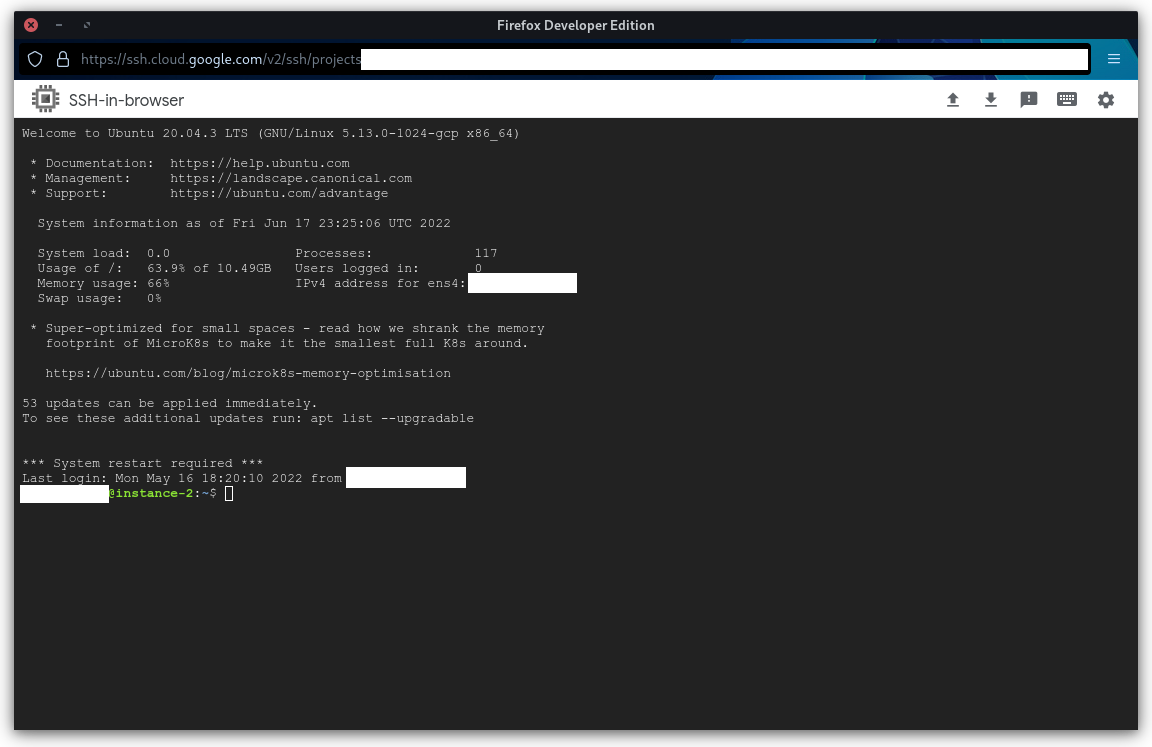 Firefox Developer Edition
https://ssh.cloud.google.com/v2/ssh/projects
SSH-in-browser
Welcome to Ubuntu 20.04.3 LTS (GNU/Linux 5.13.0-1024-gcp x86_64)
* Documentation: https://help.ubuntu.com
* Management: https://landscape.canonical.com
* Support: https://ubuntu.com/advantage
System information as of Fri Jun 17 23:25:06 UTC 2022
System load: 0.0 Processes: 117
Usage of /: 63.9% of 10.49GB Users logged in: 0
Memory usage: 66% IPv4 address for ens4:
Swap usage: 0%
* Super-optimized for small spaces - read how we shrank the memory
footprint of MicroK8s to make it the smallest full K8s around.
https://ubuntu.com/blog/microk8s-memory-optimisation
53 updates can be applied immediately.
To see these additional updates run: apt list --upgradable
*** System restart required ***
Last login: Mon May 16 18:20:10 2022 from
@instance-2:~$